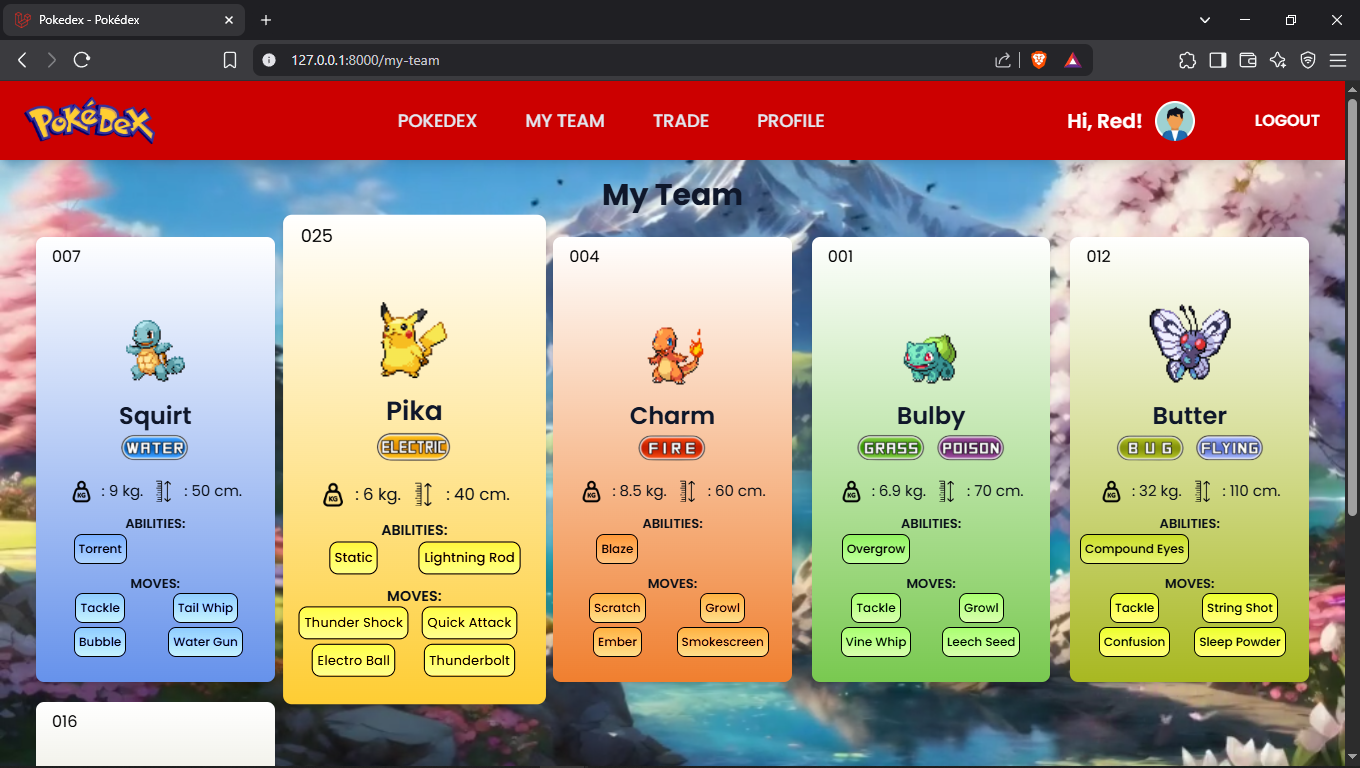 Pokedex - Pokédex
127.0.0.1:8000/my-team
POKéDEX
POKEDEX MY TEAM TRADE PROFILE
Hi, Red!
LOGOUT
My Team
007
Squirt
WATER
KG : 9 kg. : 50 cm.
ABILITIES:
Torrent
MOVES:
Tackle Tail Whip
Bubble Water Gun
025
Pika
ELECTRIC
KG : 6 kg. : 40 cm.
ABILITIES:
Static Lightning Rod
MOVES:
Thunder Shock Quick Attack
Electro Ball Thunderbolt
004
Charm
FIRE
KG : 8.5 kg. : 60 cm.
ABILITIES:
Blaze
MOVES:
Scratch Growl
Ember Smokescreen
001
Bulby
GRASS POISON
KG : 6.9 kg. : 70 cm.
ABILITIES:
Overgrow
MOVES:
Tackle Growl
Vine Whip Leech Seed
012
Butter
BUG FLYING
KG : 32 kg. : 110 cm.
ABILITIES:
Compound Eyes
MOVES:
Tackle String Shot
Confusion Sleep Powder
016